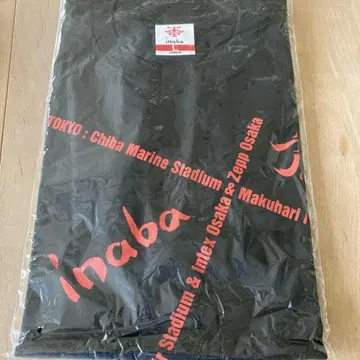 inaba
L
TOKYO : Chiba Marine Stadium & Makuhari
Stadium & Intex Osaka & Zepp Osaka
Inaba